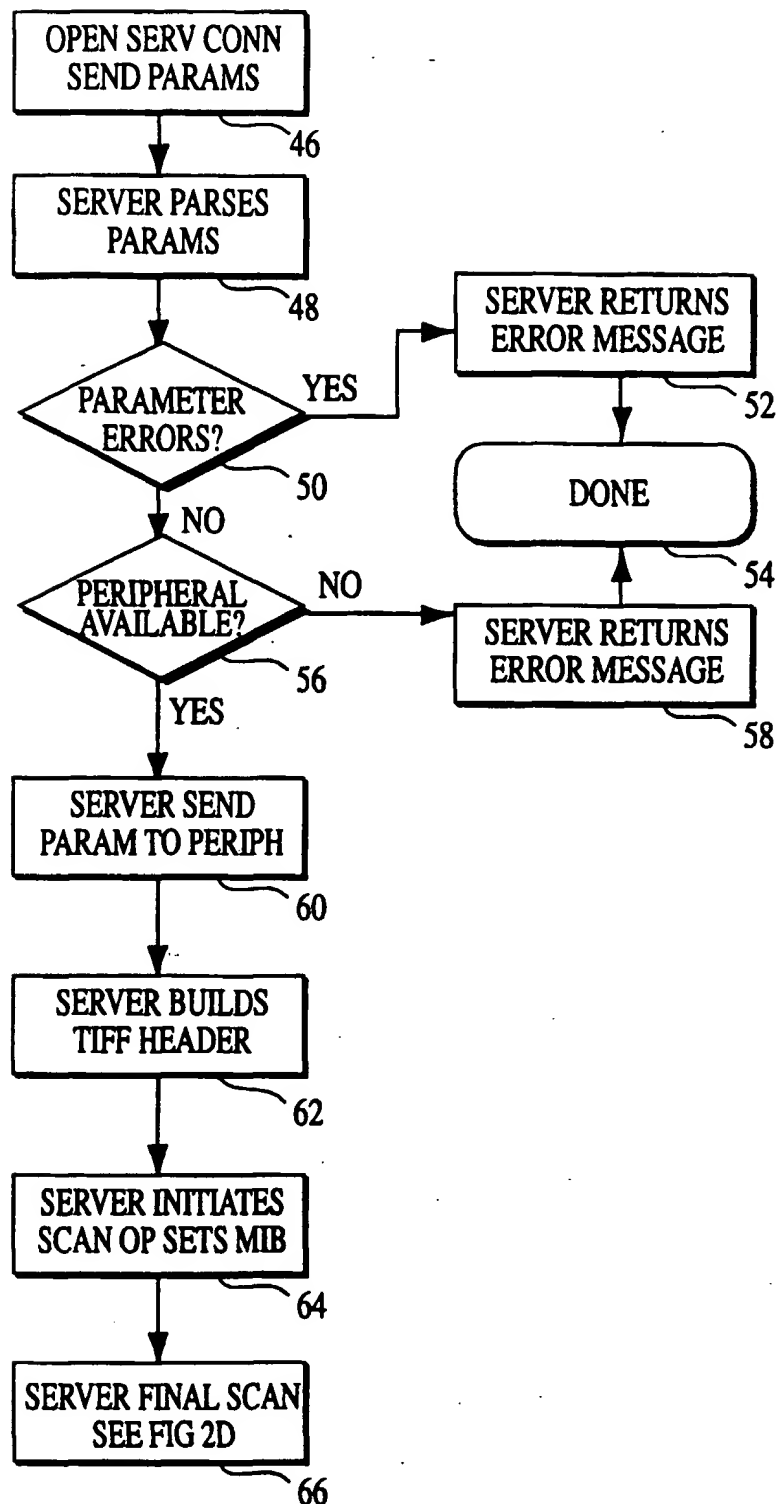 OPEN SERV CONN
SEND PARAMS
46
SERVER PARSES
PARAMS
48
PARAMETER
ERRORS?
50
YES
SERVER RETURNS
ERROR MESSAGE
52
DONE
54
NO
PERIPHERAL
AVAILABLE?
56
NO
SERVER RETURNS
ERROR MESSAGE
58
YES
SERVER SEND
PARAM TO PERIPH
60
SERVER BUILDS
TIFF HEADER
62
SERVER INITIATES
SCAN OP SETS MIB
64
SERVER FINAL SCAN
SEE FIG 2D
66